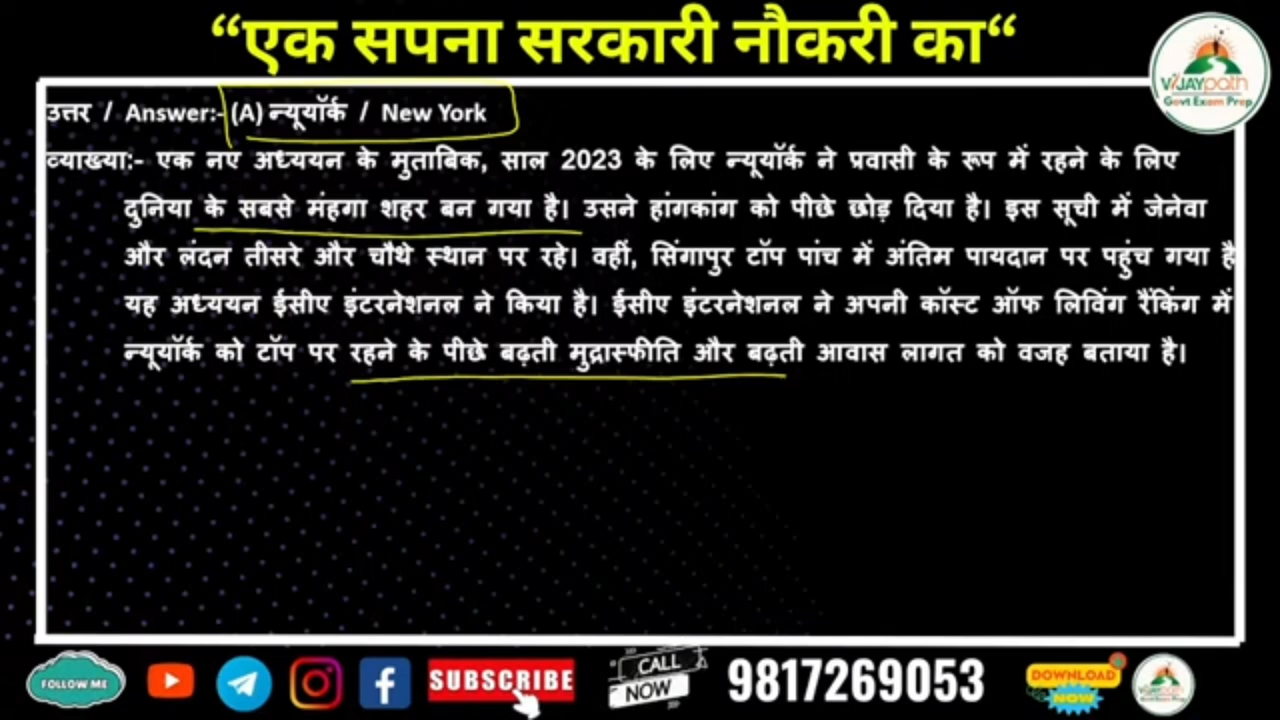 “एक सपना सरकारी नौकरी का“
VIJAYpath
Govt Exam Prep
उत्तर / Answer:- (A) न्यूयॉर्क / New York
व्याख्या:- एक नए अध्ययन के मुताबिक, साल 2023 के लिए न्यूयॉर्क ने प्रवासी के रूप में रहने के लिए
दुनिया के सबसे मंहगा शहर बन गया है। उसने हांगकांग को पीछे छोड़ दिया है। इस सूची में जेनेवा
और लंदन तीसरे और चौथे स्थान पर रहे। वहीं, सिंगापुर टॉप पांच में अंतिम पायदान पर पहुंच गया है
यह अध्ययन ईसीए इंटरनेशनल ने किया है। ईसीए इंटरनेशनल ने अपनी कॉस्ट ऑफ लिविंग रैंकिंग में
न्यूयॉर्क को टॉप पर रहने के पीछे बढ़ती मुद्रास्फीति और बढ़ती आवास लागत को वजह बताया है।
FOLLOW ME
SUBSCRIBE
CALL
NOW
9817269053
DOWNLOAD
NOW